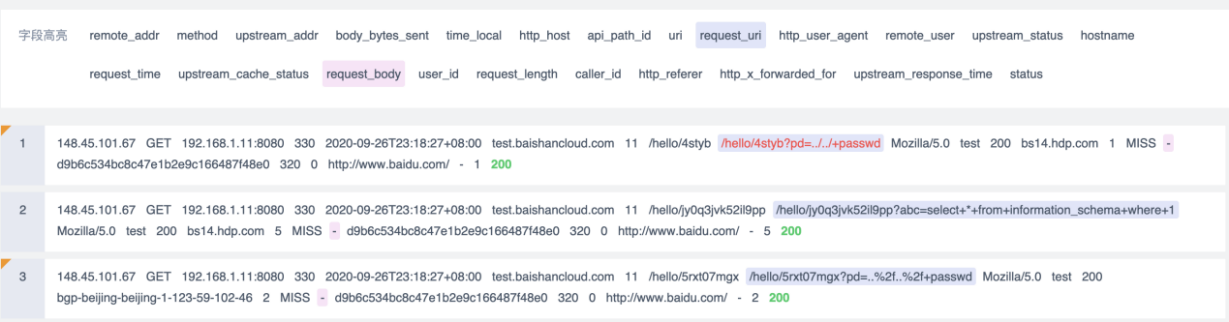 字段高亮 remote_addr method upstream_addr body_bytes_sent time_local http_host api_path_id uri request_uri http_user_agent remote_user upstream_status hostname
request_time upstream_cache_status request_body user_id request_length caller_id http_referer http_x_forwarded_for upstream_response_time status
1 148.45.101.67 GET 192.168.1.11:8080 330 2020-09-26T23:18:27+08:00 test.baishancloud.com 11 /hello/4styb /hello/4styb?pd=../../+passwd Mozilla/5.0 test 200 bs14.hdp.com 1 MISS -
d9b6c534bc8c47e1b2e9c166487f48e0 320 0 http://www.baidu.com/ - 1 200
2 148.45.101.67 GET 192.168.1.11:8080 330 2020-09-26T23:18:27+08:00 test.baishancloud.com 11 /hello/jy0q3jvk52il9pp /hello/jy0q3jvk52il9pp?abc=select+*+from+information_schema+where+1
Mozilla/5.0 test 200 bs14.hdp.com 5 MISS - d9b6c534bc8c47e1b2e9c166487f48e0 320 0 http://www.baidu.com/ - 5 200
3 148.45.101.67 GET 192.168.1.11:8080 330 2020-09-26T23:18:27+08:00 test.baishancloud.com 11 /hello/5rxt07mgx /hello/5rxt07mgx?pd=..%2f..%2f+passwd Mozilla/5.0 test 200
bgp-beijing-beijing-1-123-59-102-46 2 MISS - d9b6c534bc8c47e1b2e9c166487f48e0 320 0 http://www.baidu.com/ - 2 200